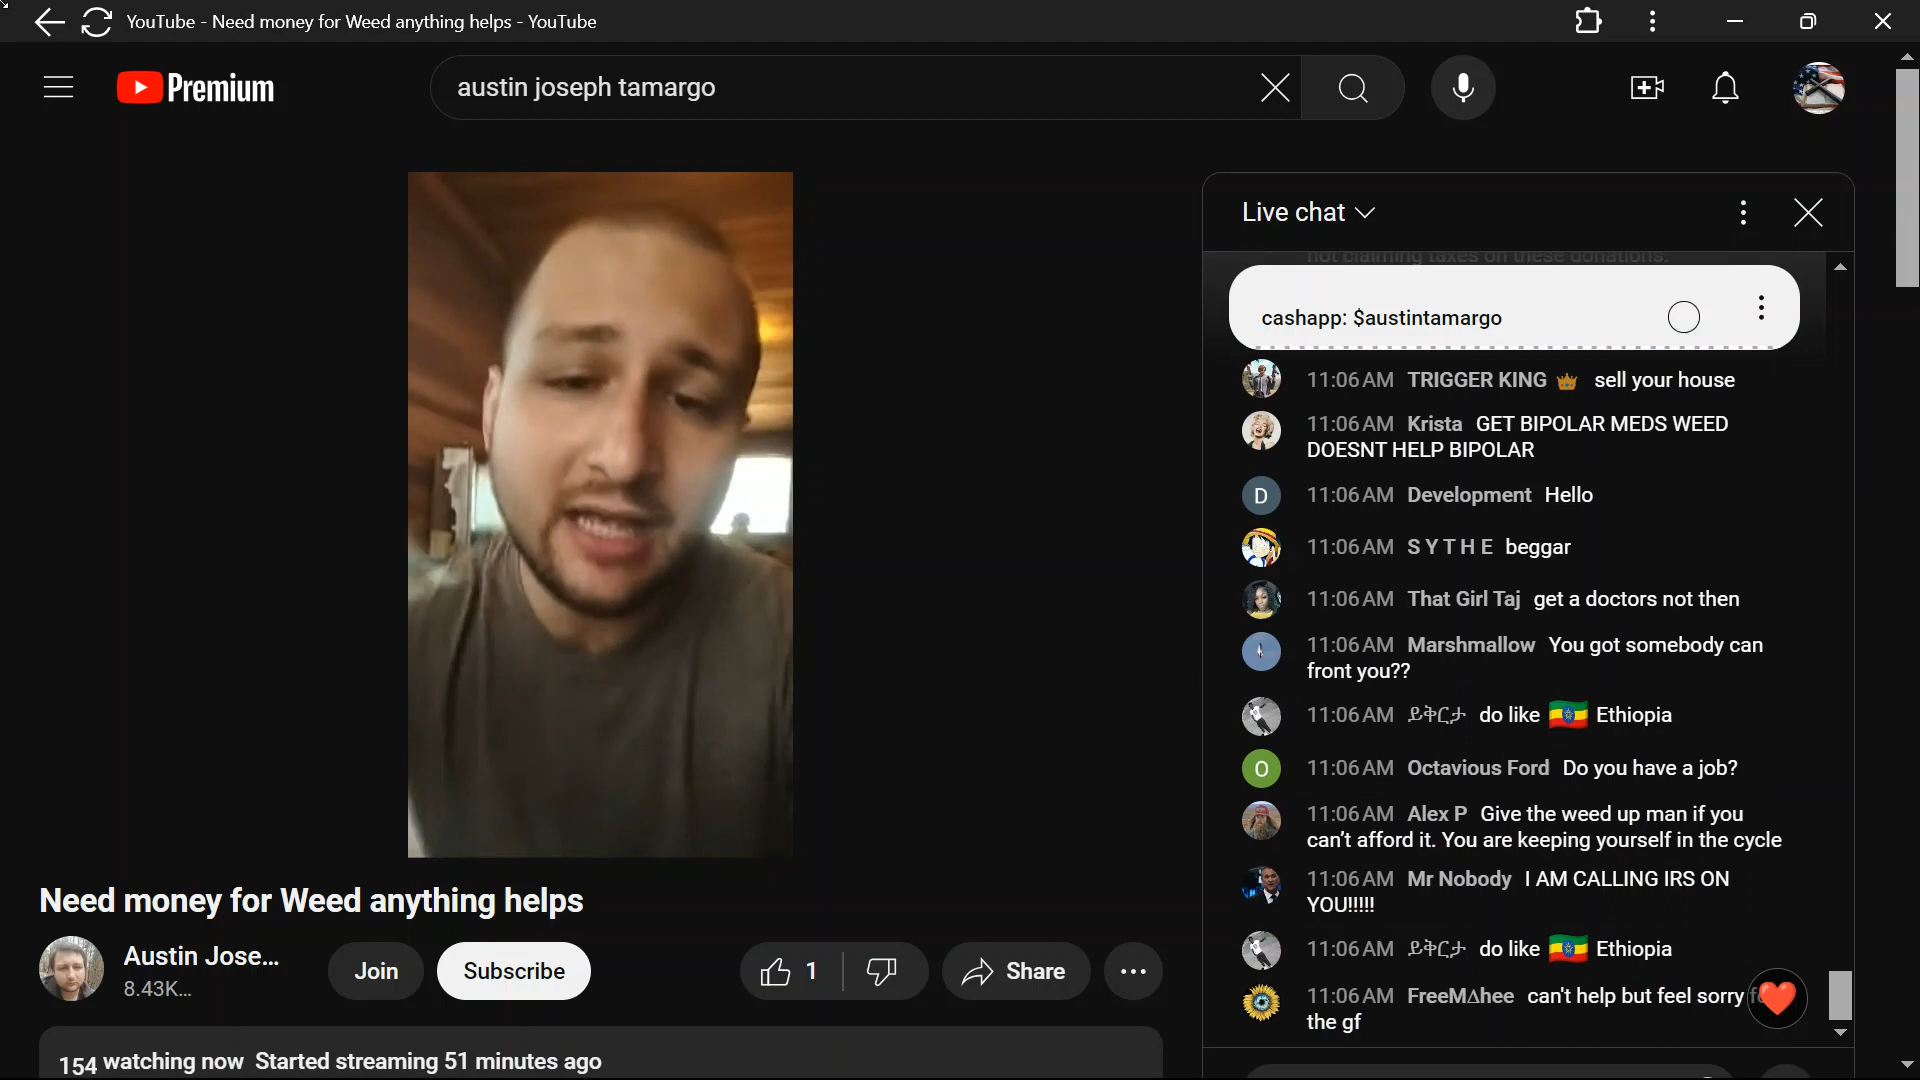 YouTube - Need money for Weed anything helps - YouTube
Premium
austin joseph tamargo
Live chat
not claiming taxes on these donations.
cashapp: $austintamargo
11:06 AM TRIGGER KING 👑 sell your house
11:06 AM Krista GET BIPOLAR MEDS WEED
DOESNT HELP BIPOLAR
D 11:06 AM Development Hello
11:06 AM S Y T H E beggar
11:06 AM That Girl Taj get a doctors not then
11:06 AM Marshmallow You got somebody can
front you??
11:06 AM ይቅርታ do like 🇪🇹 Ethiopia
O 11:06 AM Octavious Ford Do you have a job?
11:06 AM Alex P Give the weed up man if you
can't afford it. You are keeping yourself in the cycle
11:06 AM Mr Nobody I AM CALLING IRS ON
YOU!!!!!
11:06 AM ይቅርታ do like 🇪🇹 Ethiopia
11:06 AM FreeMΔhee can't help but feel sorry
the gf
Need money for Weed anything helps
Austin Jose...
8.43K...
Join
Subscribe
1
Share
154 watching now Started streaming 51 minutes ago